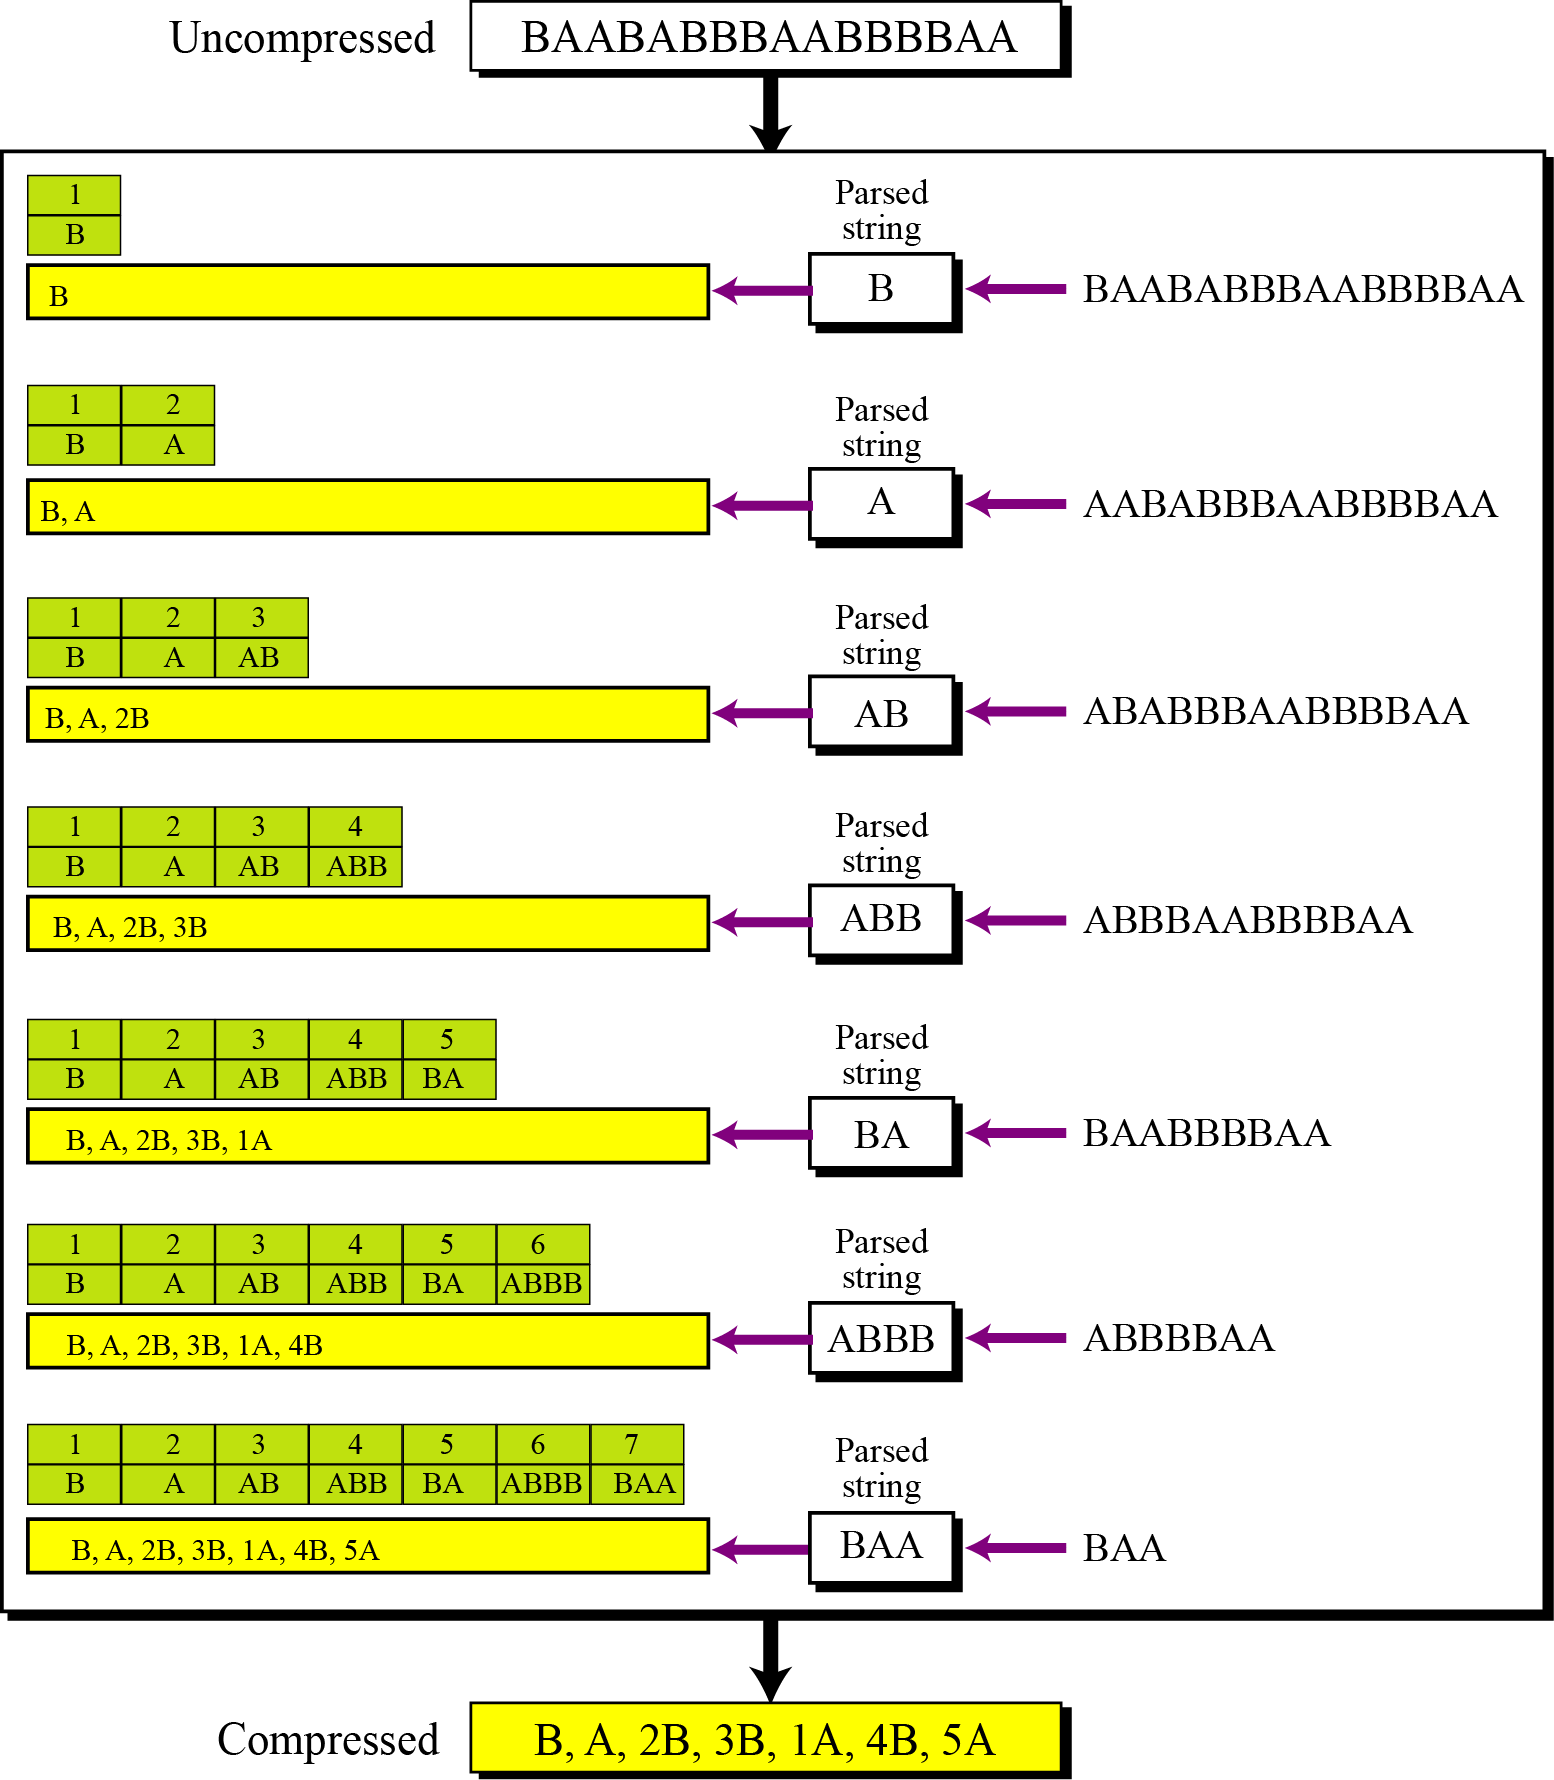 Uncompressed BAABABBBAABBBBAA
1
B
Parsed
string
B
B
BAABABBBAABBBBAA
1 2
B A
Parsed
string
B, A
A
AABABBBAABBBBAA
1 2 3
B A AB
Parsed
string
B, A, 2B
AB
ABABBBAABBBBAA
1 2 3 4
B A AB ABB
Parsed
string
B, A, 2B, 3B
ABB
ABBBAABBBBAA
1 2 3 4 5
B A AB ABB BA
Parsed
string
B, A, 2B, 3B, 1A
BA
BAABBBBAA
1 2 3 4 5 6
B A AB ABB BA ABBB
Parsed
string
B, A, 2B, 3B, 1A, 4B
ABBB
ABBBBAA
1 2 3 4 5 6 7
B A AB ABB BA ABBB BAA
Parsed
string
B, A, 2B, 3B, 1A, 4B, 5A
BAA
BAA
Compressed B, A, 2B, 3B, 1A, 4B, 5A